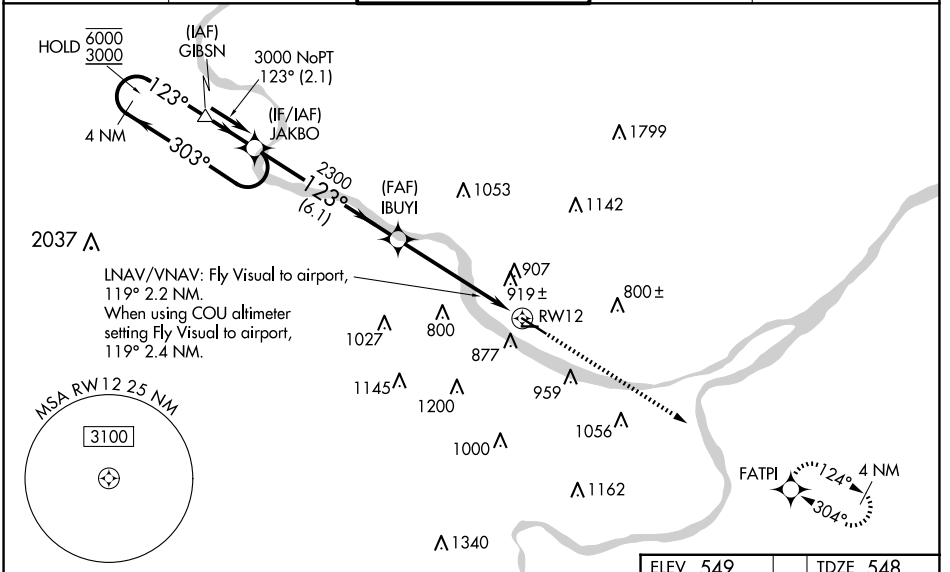 HOLD 6000
3000
(IAF)
GIBSN
3000 NoPT
123° (2.1)
(IF/IAF)
JAKBO
123°
4 NM
303°
1799
2300
123°
(6.1)
(FAF)
IBUYI
1053
1142
2037
LNAV/VNAV: Fly Visual to airport,
119° 2.2 NM.
When using COU altimeter
setting Fly Visual to airport,
119° 2.4 NM.
907
919±
800±
RW12
800
1027
877
1145
1200
959
MSA RW12 25 NM
3100
1000
1056
FATPI
124°
4 NM
304°
1162
1340
ELEV 549
TDZE 548